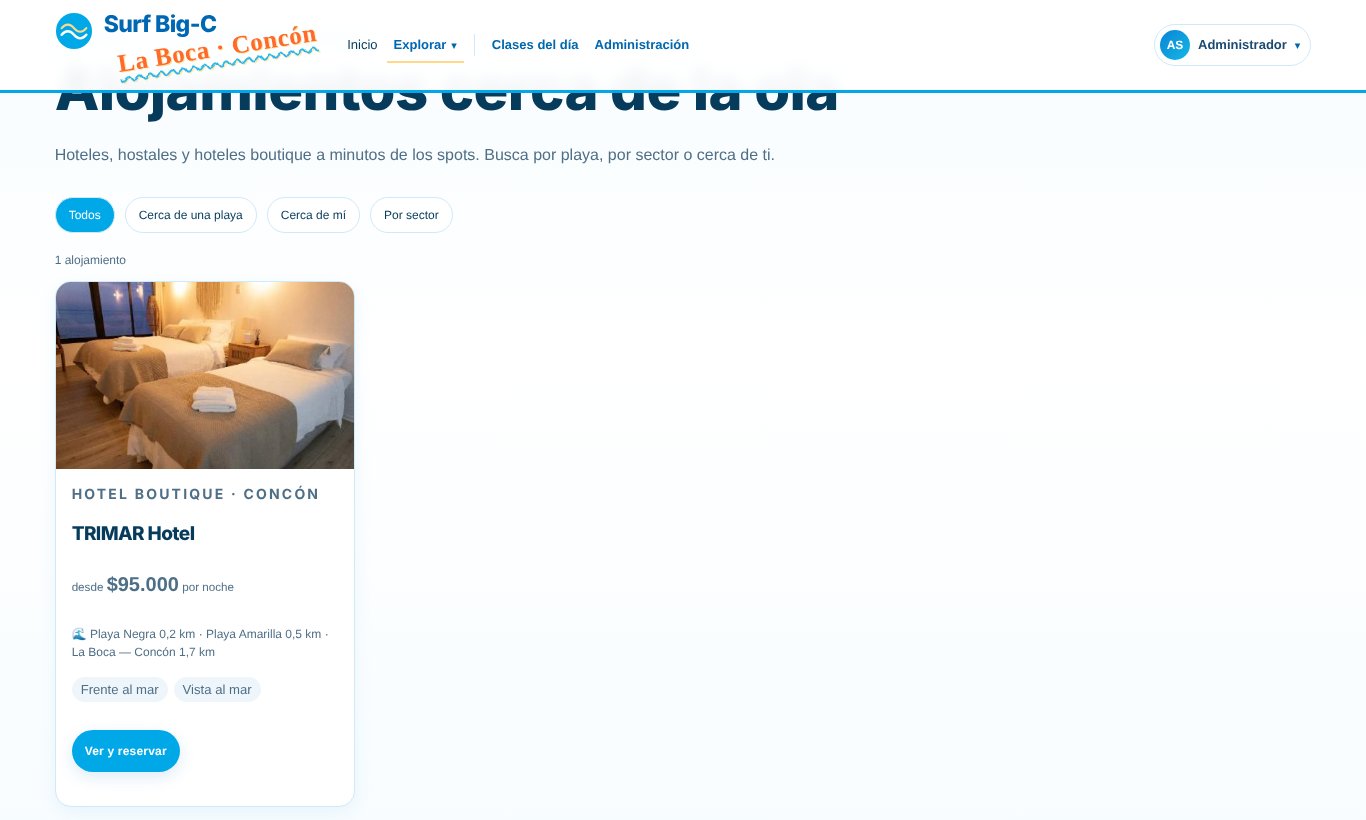 Surf Big-C
La Boca · Concón
Inicio
Explorar ▾
Clases del día
Administración
AS
Administrador ▾
Alojamientos cerca de la ola
Hoteles, hostales y hoteles boutique a minutos de los spots. Busca por playa, por sector o cerca de ti.
Todos
Cerca de una playa
Cerca de mí
Por sector
1 alojamiento
HOTEL BOUTIQUE · CONCÓN
TRIMAR Hotel
desde $95.000 por noche
🌊 Playa Negra 0,2 km · Playa Amarilla 0,5 km ·
La Boca — Concón 1,7 km
Frente al mar
Vista al mar
Ver y reservar